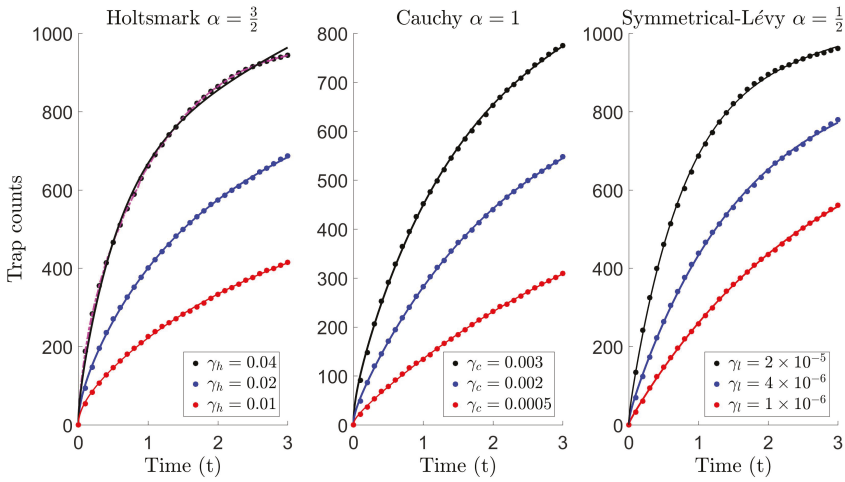 Holtsmark α = 3/2
Cauchy α = 1
Symmetrical-Lévy α = 1/2
Trap counts
1000
800
600
400
200
0
0
1
2
3
Time (t)
γh = 0.04
γh = 0.02
γh = 0.01
800
700
600
500
400
300
200
100
0
0
1
2
3
Time (t)
γc = 0.003
γc = 0.002
γc = 0.0005
1000
800
600
400
200
0
0
1
2
3
Time (t)
γl = 2 × 10⁻⁵
γl = 4 × 10⁻⁶
γl = 1 × 10⁻⁶